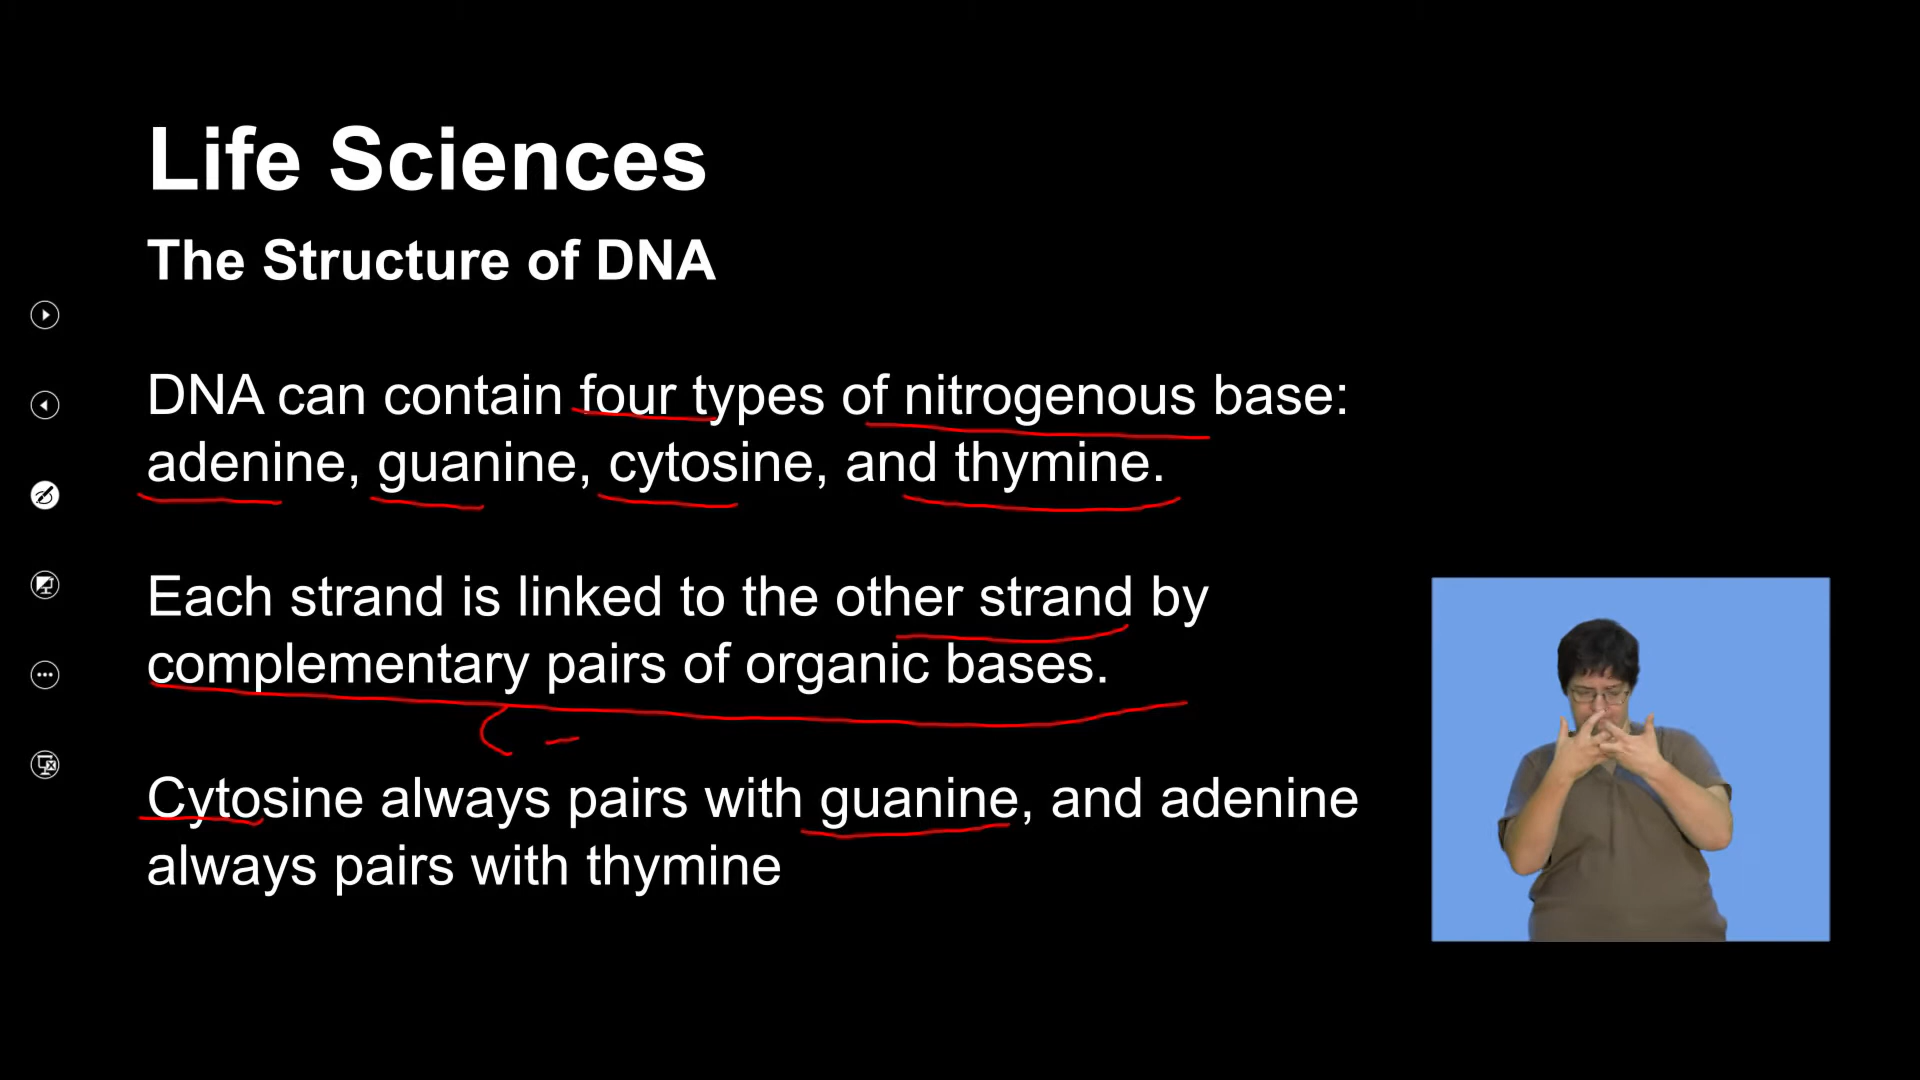 Life Sciences
The Structure of DNA
DNA can contain four types of nitrogenous base:
adenine, guanine, cytosine, and thymine.
Each strand is linked to the other strand by
complementary pairs of organic bases.
C -
Cytosine always pairs with guanine, and adenine
always pairs with thymine